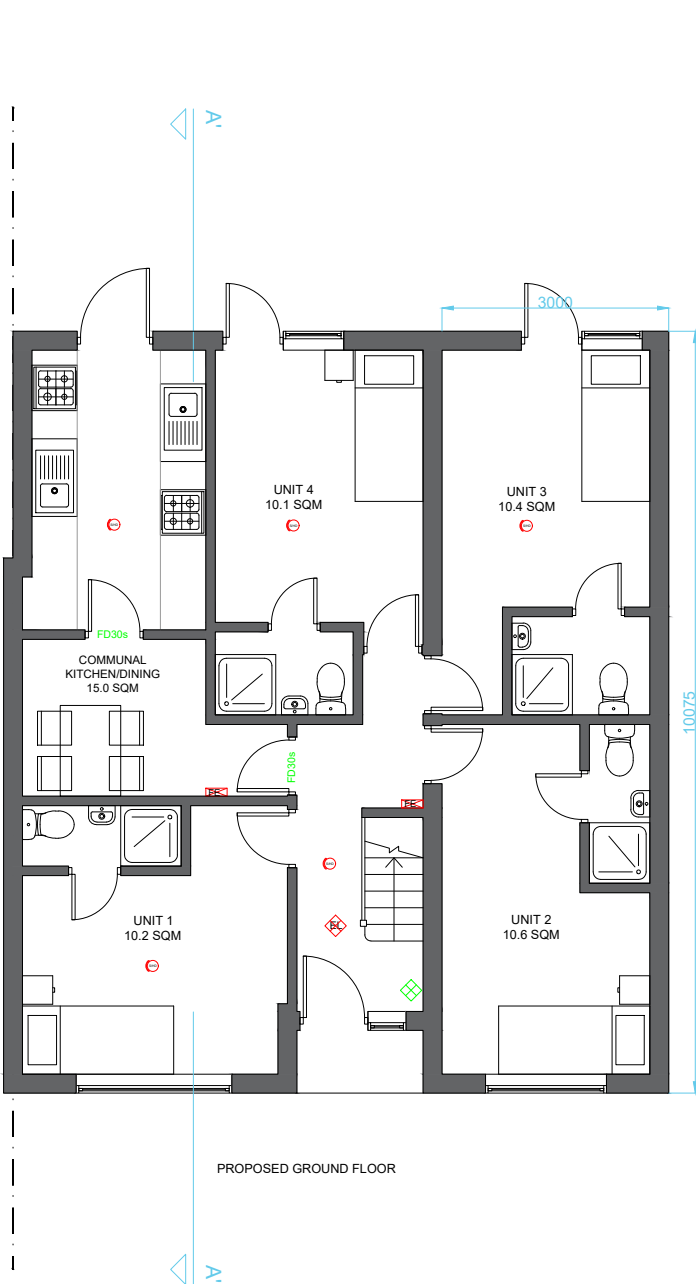 A'
3000
UNIT 4
10.1 SQM
UNIT 3
10.4 SQM
FD30s
COMMUNAL
KITCHEN/DINING
15.0 SQM
10075
FD30s
UNIT 1
10.2 SQM
UNIT 2
10.6 SQM
EL
PROPOSED GROUND FLOOR
A'